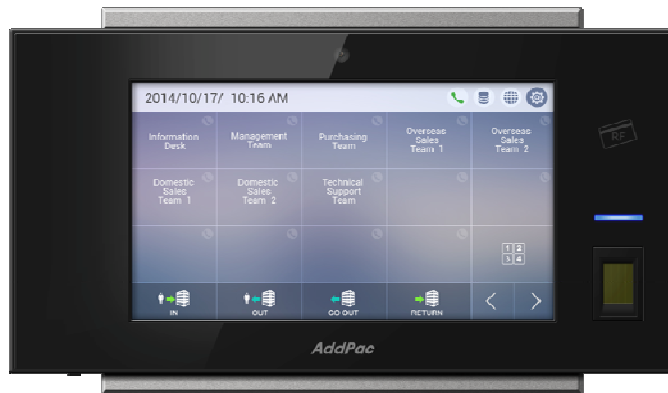 2014/10/17/ 10:16 AM
Information
Desk
Management
Team
Purchasing
Team
Overseas
Sales
Team 1
Overseas
Sales
Team 2
RF
Domestic
Sales
Team 1
Domestic
Sales
Team 2
Technical
Support
Team
1 2
3 4
IN
OUT
GO OUT
RETURN
AddPac